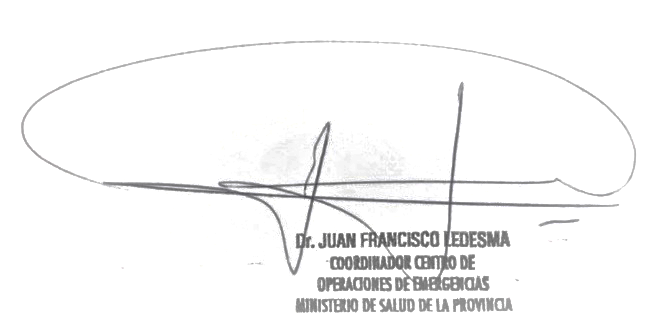 Dr. JUAN FRANCISCO LEDESMA
COORDINADOR CENTRO DE
OPERACIONES DE EMERGENCIAS
MINISTERIO DE SALUD DE LA PROVINCIA